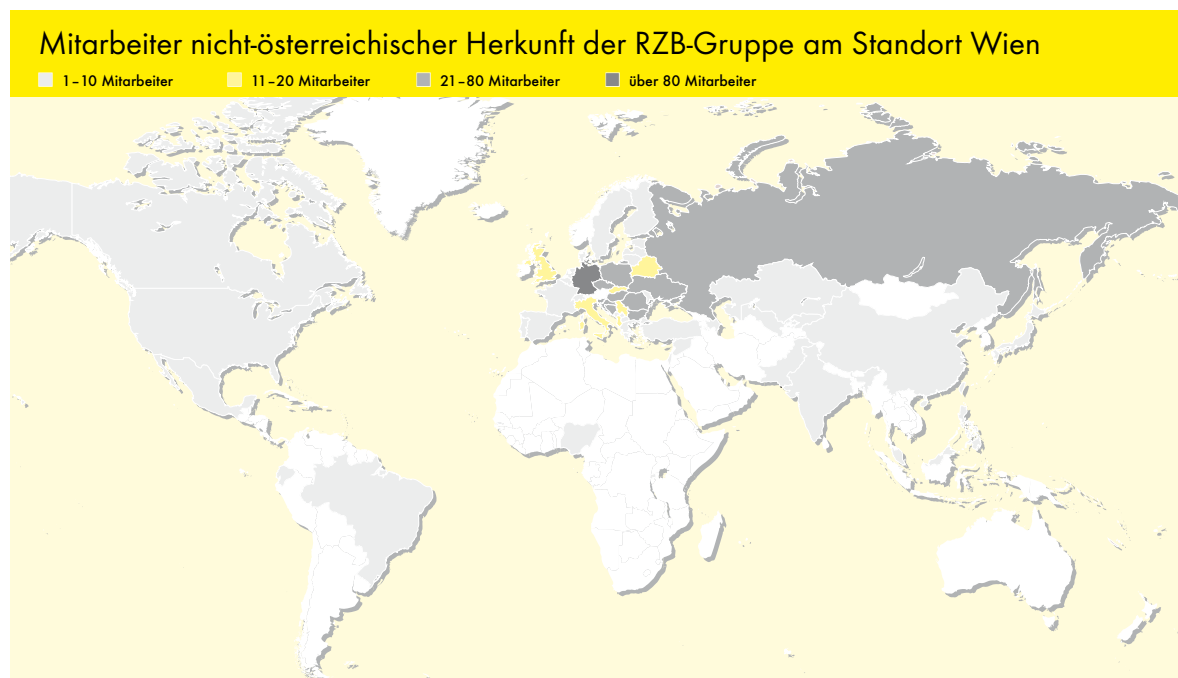 Mitarbeiter nicht-österreichischer Herkunft der RZB-Gruppe am Standort Wien
1–10 Mitarbeiter 11–20 Mitarbeiter 21–80 Mitarbeiter über 80 Mitarbeiter